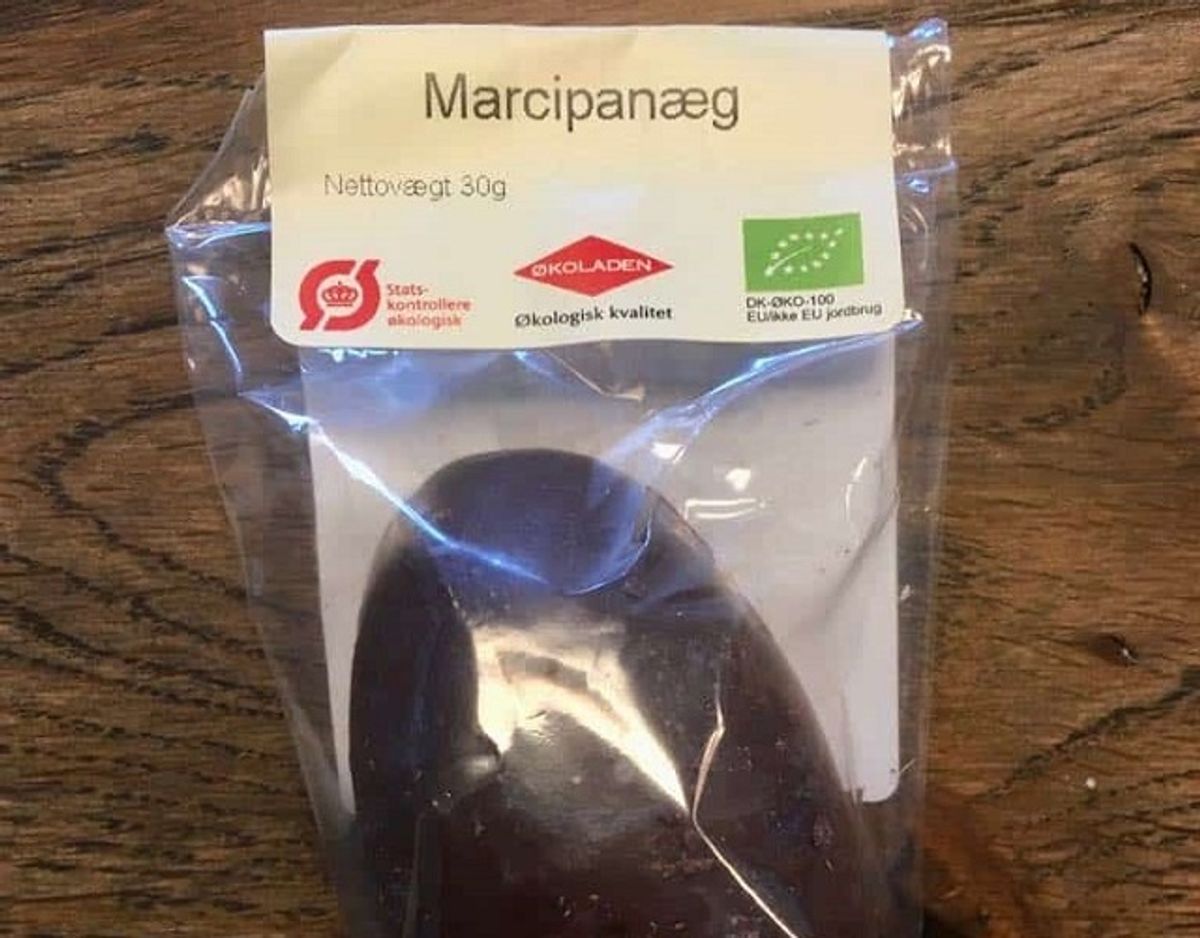 Marcipanæg
Nettovægt 30g
Stats-
kontrollere
økologisk
ØKOLADEN
Økologisk kvalitet
DK-ØKO-100
EU/ikke EU jordbrug